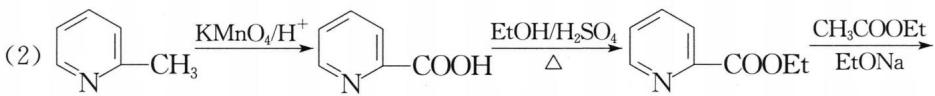 (2) N CH₃ KMnO₄/H⁺ N COOH EtOH/H₂SO₄ △ N COOEt CH₃COOEt EtONa